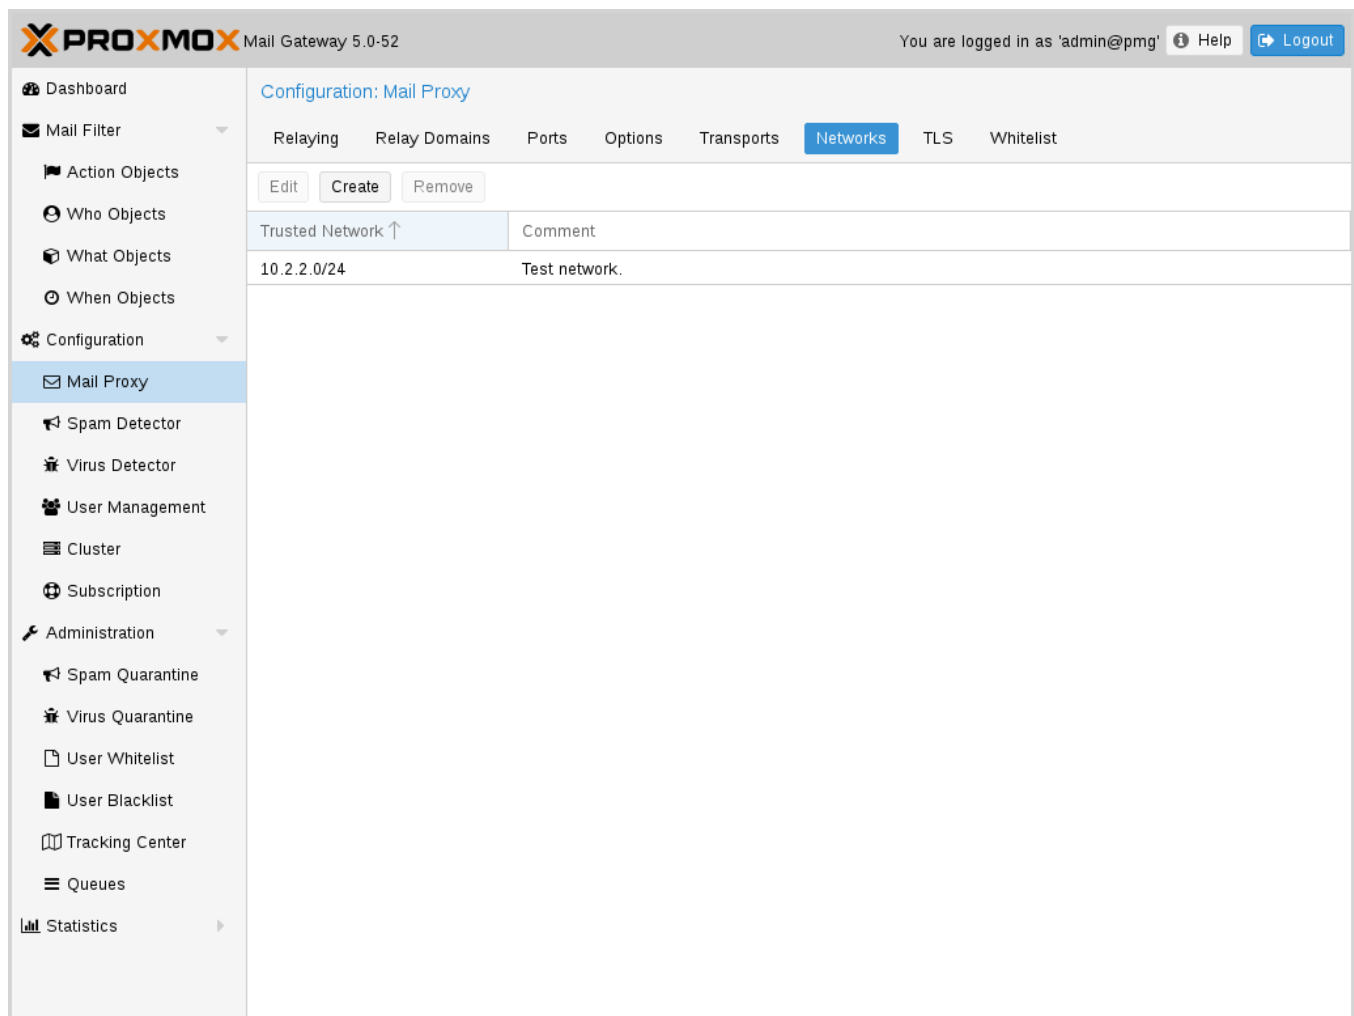 PROXMOX Mail Gateway 5.0-52 You are logged in as 'admin@pmg' Help Logout
Dashboard
Mail Filter
Action Objects
Who Objects
What Objects
When Objects
Configuration
Mail Proxy
Spam Detector
Virus Detector
User Management
Cluster
Subscription
Administration
Spam Quarantine
Virus Quarantine
User Whitelist
User Blacklist
Tracking Center
Queues
Statistics
Configuration: Mail Proxy
Relaying Relay Domains Ports Options Transports Networks TLS Whitelist
Edit Create Remove
Trusted Network Comment
10.2.2.0/24 Test network.